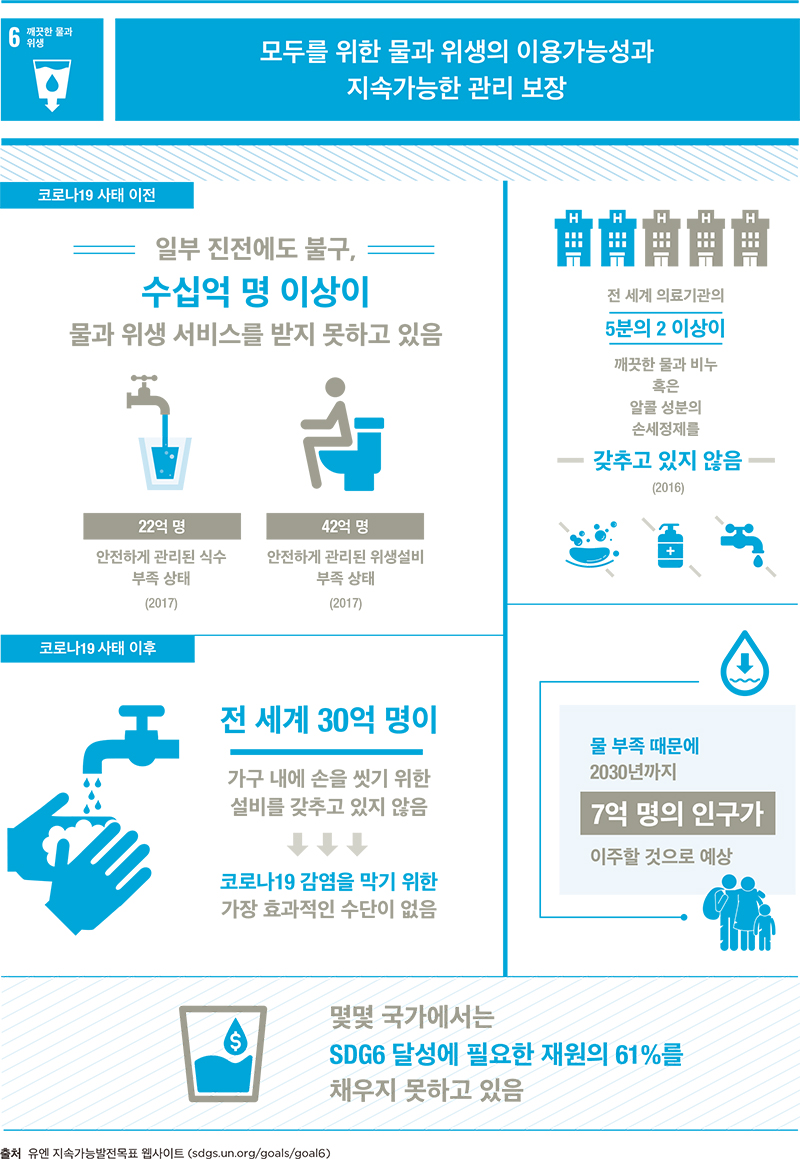 6 깨끗한 물과
위생
모두를 위한 물과 위생의 이용가능성과
지속가능한 관리 보장
코로나19 사태 이전
일부 진전에도 불구,
수십억 명 이상이
물과 위생 서비스를 받지 못하고 있음
22억 명
안전하게 관리된 식수
부족 상태
(2017)
42억 명
안전하게 관리된 위생설비
부족 상태
(2017)
H H H H H
전 세계 의료기관의
5분의 2 이상이
깨끗한 물과 비누
혹은
알콜 성분의
손세정제를
갖추고 있지 않음
(2016)
코로나19 사태 이후
전 세계 30억 명이
가구 내에 손을 씻기 위한
설비를 갖추고 있지 않음
코로나19 감염을 막기 위한
가장 효과적인 수단이 없음
물 부족 때문에
2030년까지
7억 명의 인구가
이주할 것으로 예상
$
몇몇 국가에서는
SDG6 달성에 필요한 재원의 61%를
채우지 못하고 있음
출처 유엔 지속가능발전목표 웹사이트 (sdgs.un.org/goals/goal6)